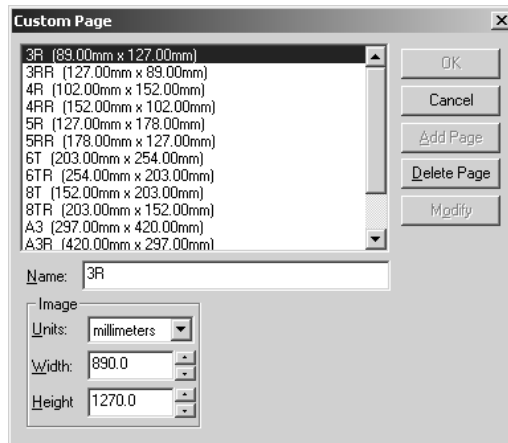 Custom Page
3R (89.00mm x 127.00mm)
3RR (127.00mm x 89.00mm)
4R (102.00mm x 152.00mm)
4RR (152.00mm x 102.00mm)
5R (127.00mm x 178.00mm)
5RR (178.00mm x 127.00mm)
6T (203.00mm x 254.00mm)
6TR (254.00mm x 203.00mm)
8T (152.00mm x 203.00mm)
8TR (203.00mm x 152.00mm)
A3 (297.00mm x 420.00mm)
A3R (420.00mm x 297.00mm)
OK
Cancel
Add Page
Delete Page
Modify
Name: 3R
Image
Units: millimeters
Width: 890.0
Height 1270.0